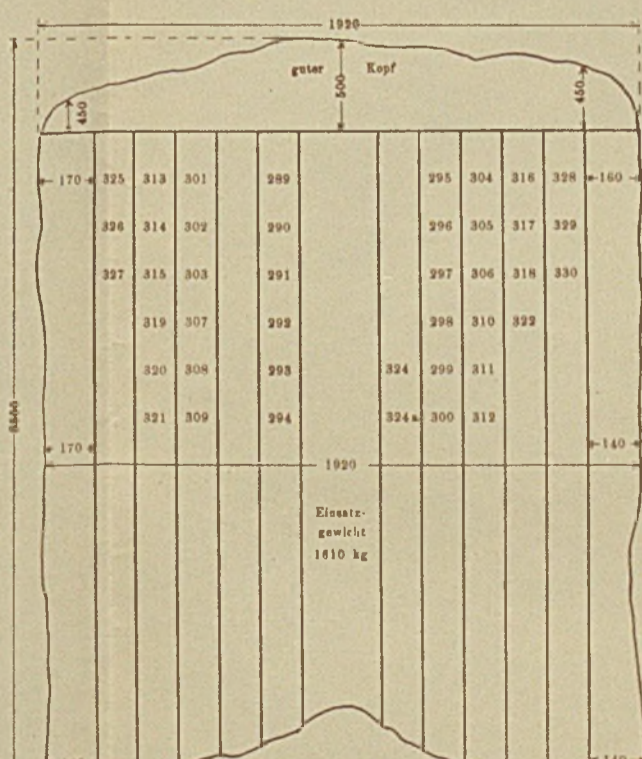 1920
guter Kopf
450 500 450
170 325 313 301 289 295 304 316 328 160
326 314 302 290 296 305 317 329
327 315 303 291 297 306 318 330
319 307 292 298 310 322
320 308 293 324 299 311
321 309 294 324a 300 312
170 140
1920
Einsatz-
gewicht
1610 kg
140